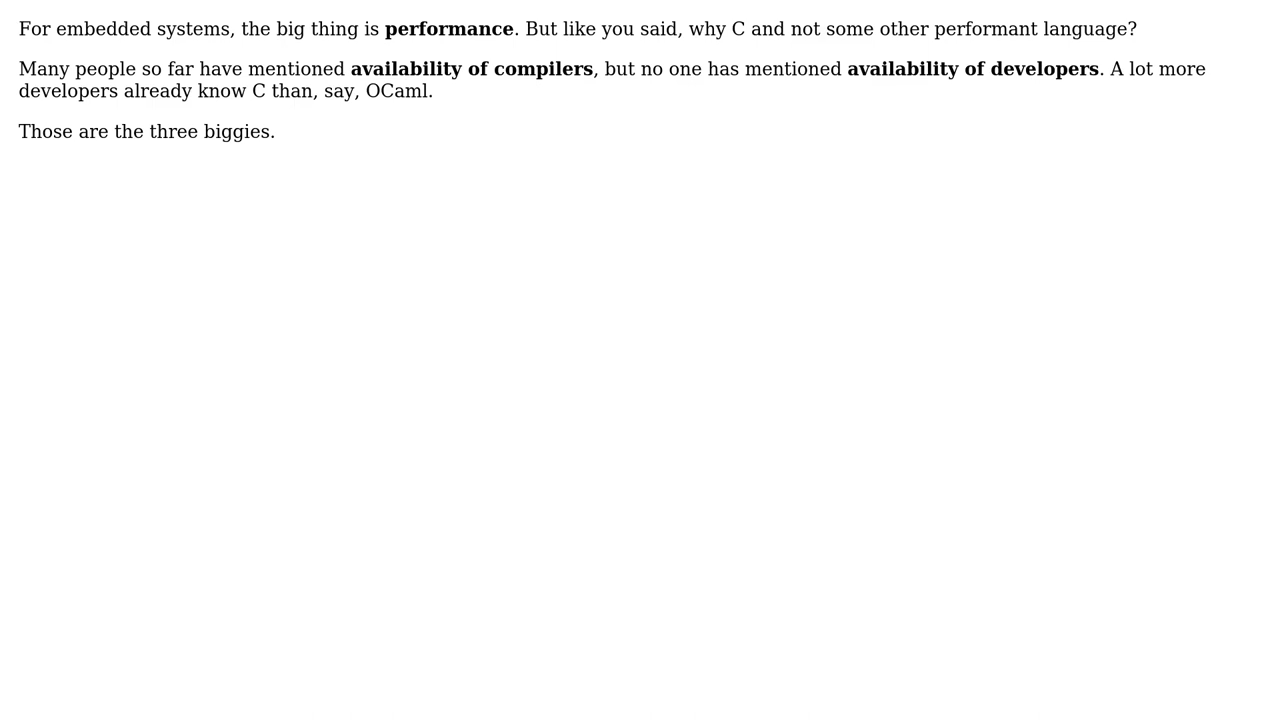 For embedded systems, the big thing is performance. But like you said, why C and not some other performant language?
Many people so far have mentioned availability of compilers, but no one has mentioned availability of developers. A lot more
developers already know C than, say, OCaml.
Those are the three biggies.